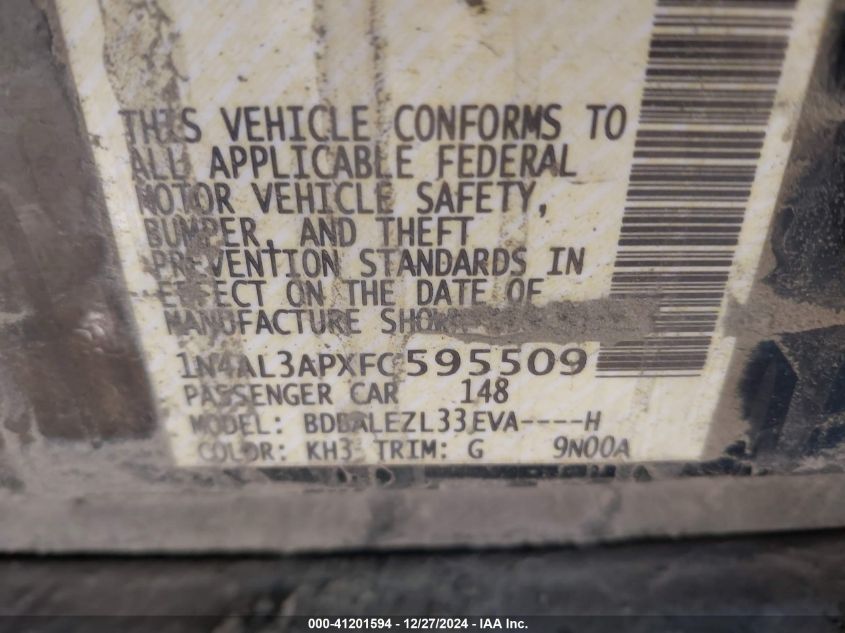 THIS VEHICLE CONFORMS TO
ALL APPLICABLE FEDERAL
MOTOR VEHICLE SAFETY,
BUMPER, AND THEFT
PREVENTION STANDARDS IN
EFFECT ON THE DATE OF
MANUFACTURE SHOWN
1N4AL3APXFC595509
PASSENGER CAR 148
MODEL: BDBALEZL33EVA----H
COLOR: KH3 TRIM: G 9N00A
000-41201594 - 12/27/2024 - IAA Inc.